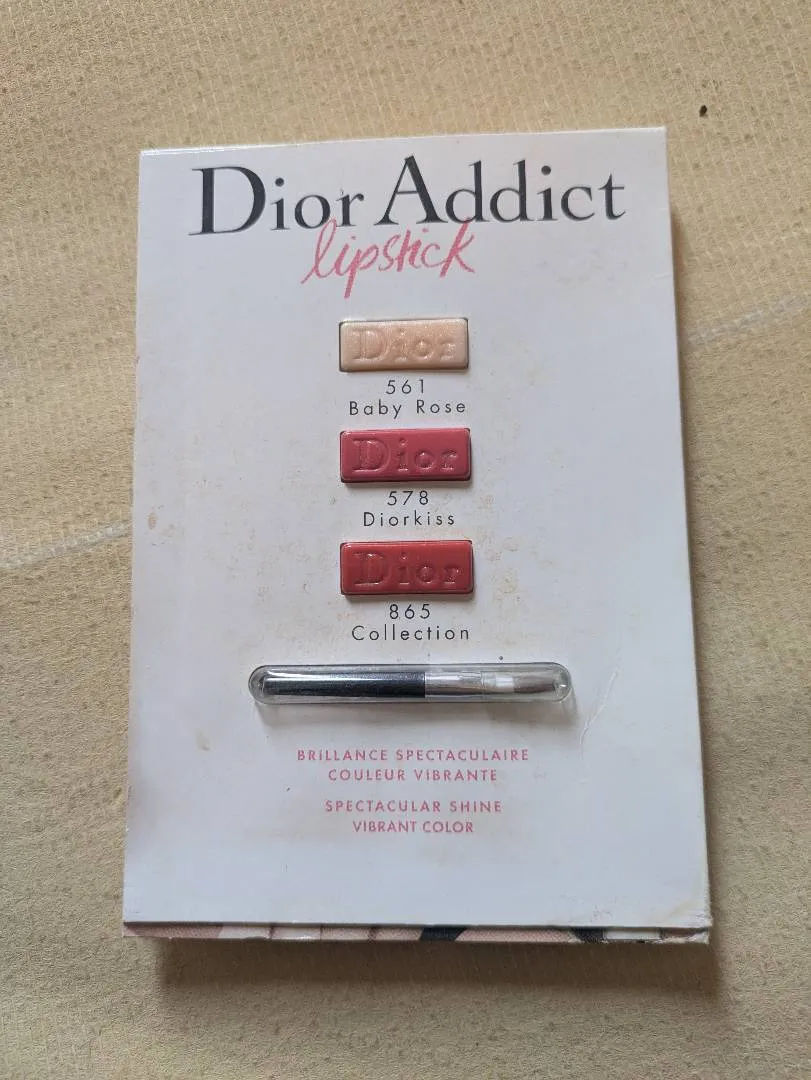 Dior Addict
lipstick
Dior
561
Baby Rose
Dior
578
Diorkiss
Dior
865
Collection
BRILLANCE SPECTACULAIRE
COULEUR VIBRANTE
SPECTACULAR SHINE
VIBRANT COLOR